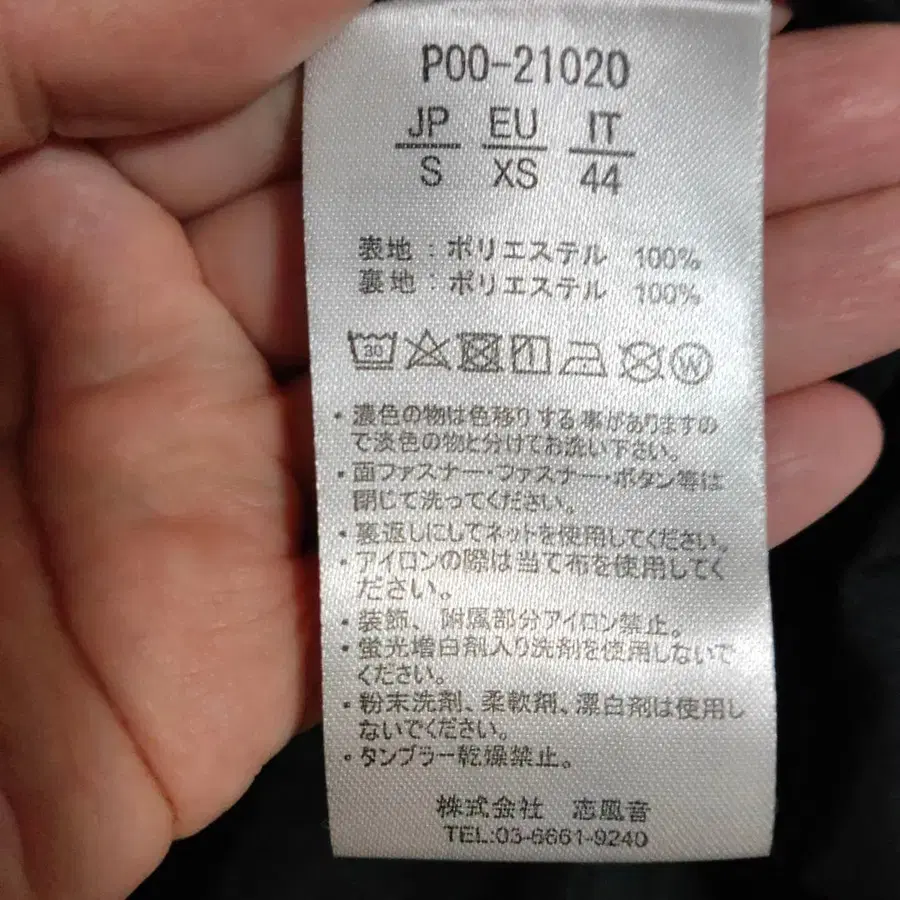 P00-21020
JP EU IT
S XS 44
表地：ポリエステル 100%
裏地：ポリエステル 100%
30 W
・濃色の物は色移りする事がありますの
で淡色の物と分けてお洗い下さい。
・面ファスナー・ファスナー・ボタン等は
閉じて洗ってください。
・裏返しにしてネットを使用してください。
・アイロンの際は当て布を使用してく
ださい。
・装飾、附属部分アイロン禁止。
・蛍光増白剤入り洗剤を使用しないで
ください。
・粉末洗剤、柔軟剤、漂白剤は使用し
ないでください。
・タンブラー乾燥禁止。
株式会社 志風音
TEL:03-6661-9240